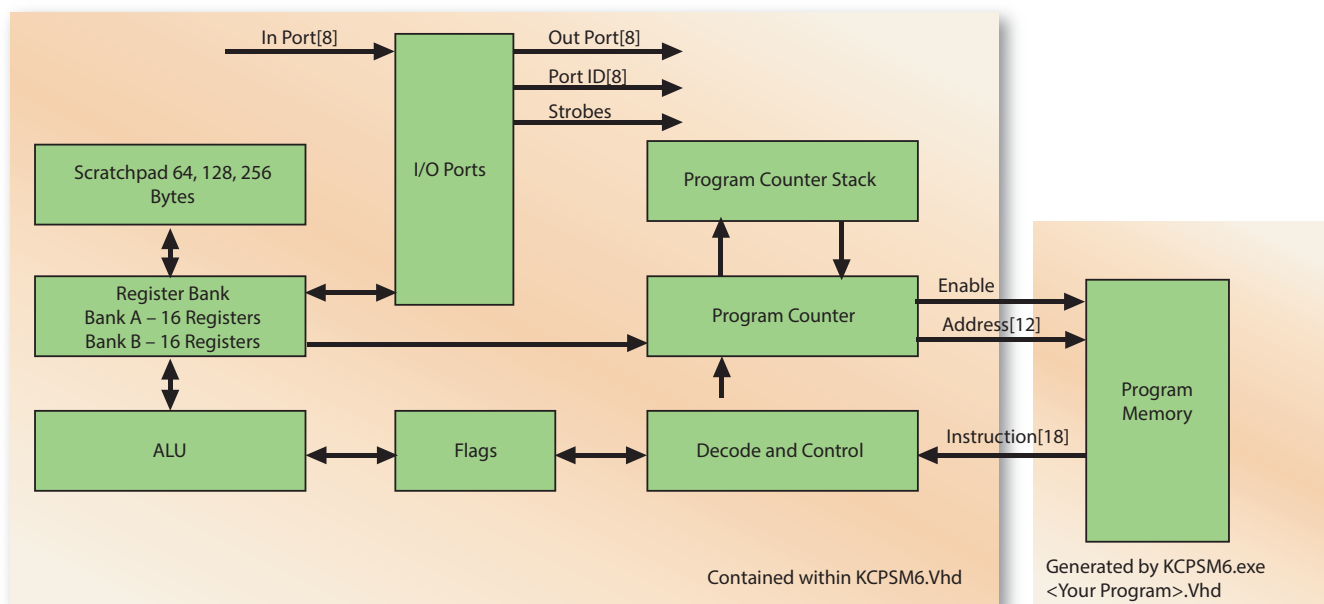 In Port[8]
Out Port[8]
Port ID[8]
Strobes
I/O Ports
Scratchpad 64, 128, 256
Bytes
Program Counter Stack
Register Bank
Bank A – 16 Registers
Bank B – 16 Registers
Program Counter
Enable
Address[12]
Program
Memory
ALU
Flags
Decode and Control
Instruction[18]
Contained within KCPSM6.Vhd
Generated by KCPSM6.exe
<Your Program>.Vhd